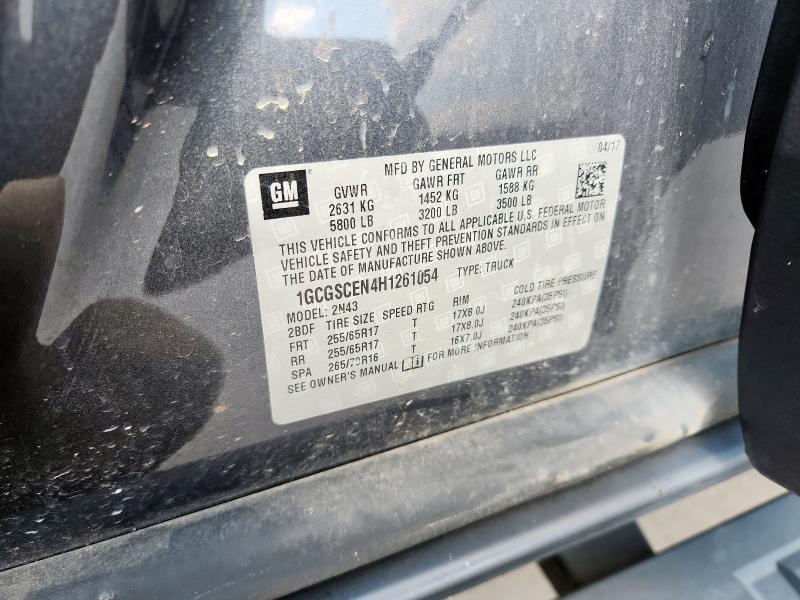 04/17
GM
MFD BY GENERAL MOTORS LLC
GVWR GAWR FRT GAWR RR
2631 KG 1452 KG 1588 KG
5800 LB 3200 LB 3500 LB
THIS VEHICLE CONFORMS TO ALL APPLICABLE U.S. FEDERAL MOTOR
VEHICLE SAFETY AND THEFT PREVENTION STANDARDS IN EFFECT ON
THE DATE OF MANUFACTURE SHOWN ABOVE.
1GCGSCEN4H1261054 TYPE: TRUCK
MODEL: 2N43
2BDF TIRE SIZE SPEED RTG RIM COLD TIRE PRESSURE
FRT 255/65R17 T 17X8.0J 240KPA(35PSI)
RR 255/65R17 T 17X8.0J 240KPA(35PSI)
SPA 265/70R16 T 16X7.0J 240KPA(35PSI)
SEE OWNER'S MANUAL FOR MORE INFORMATION